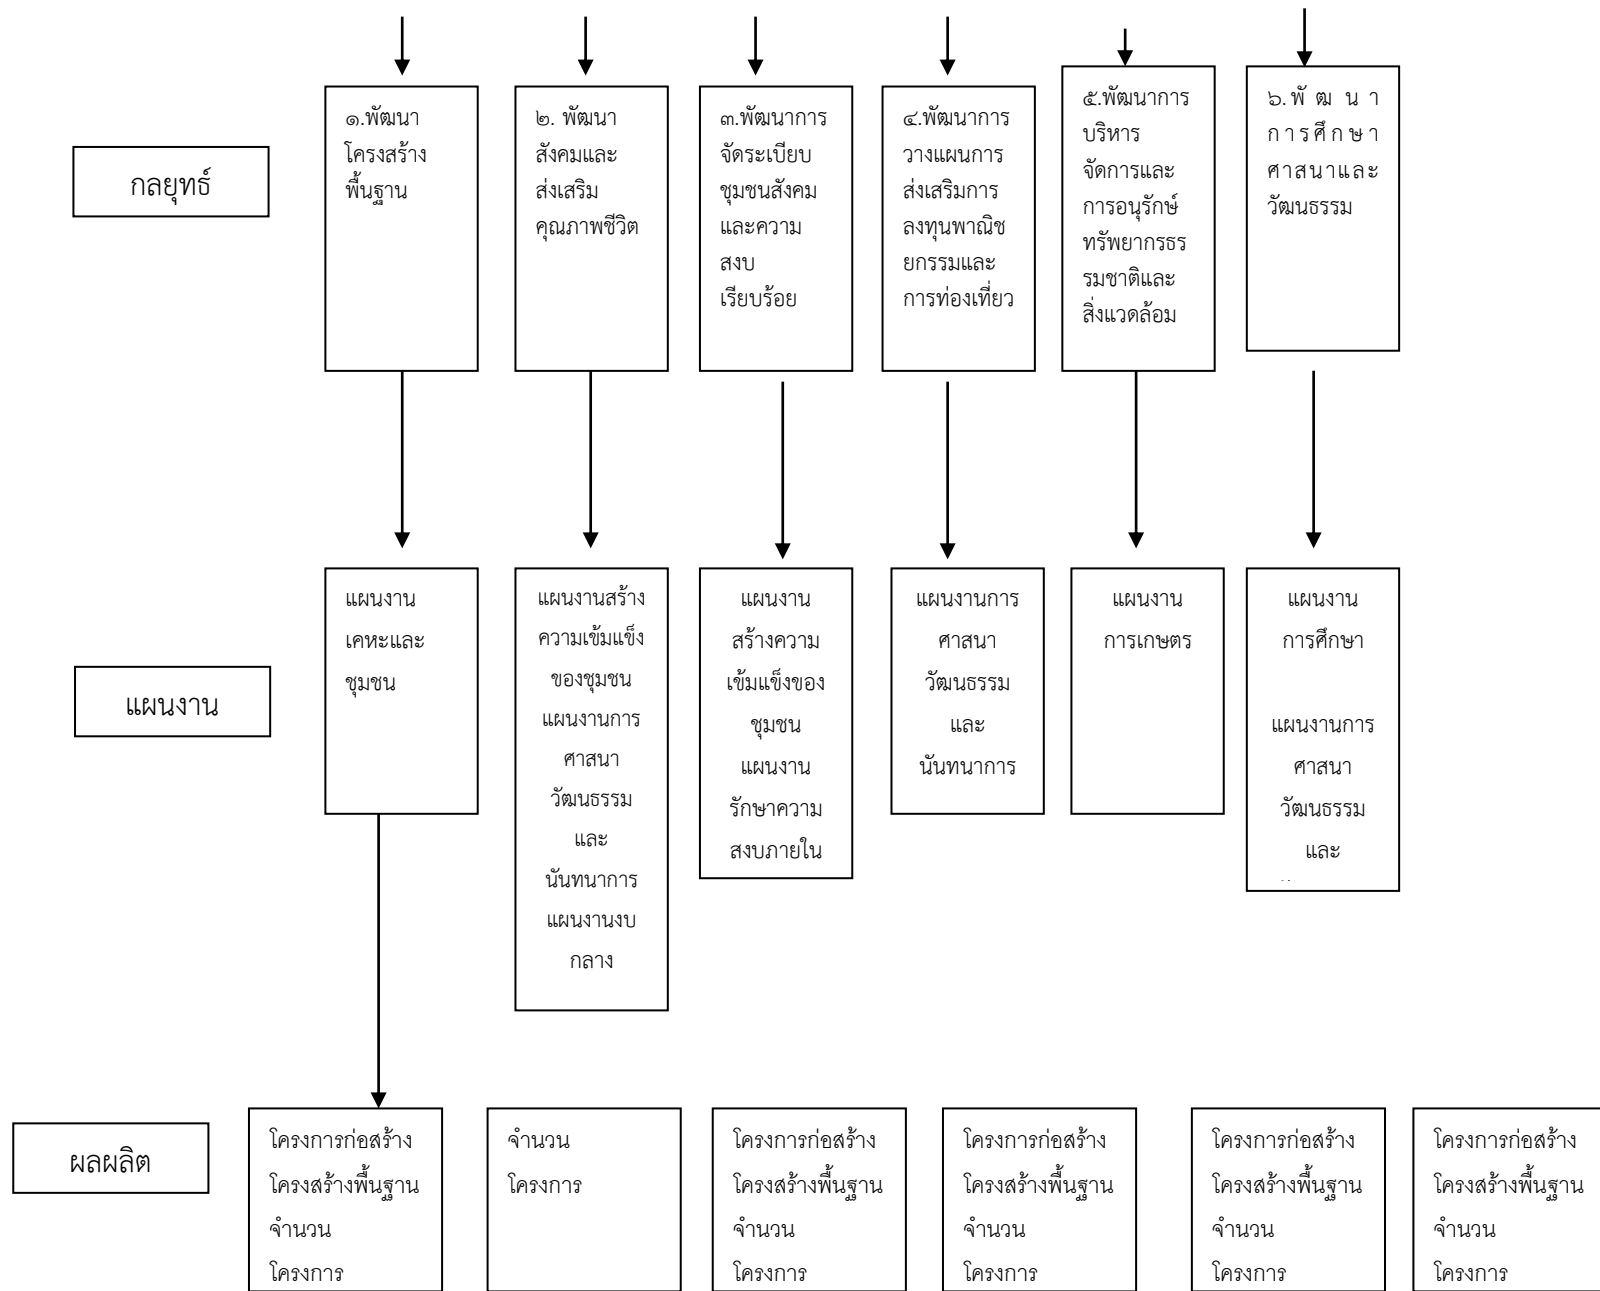 กลยุทธ์
๑.พัฒนา
โครงสร้าง
พื้นฐาน
๒. พัฒนา
สังคมและ
ส่งเสริม
คุณภาพชีวิต
๓.พัฒนาการ
จัดระเบียบ
ชุมชนสังคม
และความ
สงบ
เรียบร้อย
๔.พัฒนาการ
วางแผนการ
ส่งเสริมการ
ลงทุนพาณิช
ยกรรมและ
การท่องเที่ยว
๕.พัฒนาการ
บริหาร
จัดการและ
การอนุรักษ์
ทรัพยากรธร
รมชาติและ
สิ่งแวดล้อม
๖.พัฒนา
การศึกษา
ศาสนาและ
วัฒนธรรม
แผนงาน
แผนงาน
เคหะและ
ชุมชน
แผนงานสร้าง
ความเข้มแข็ง
ของชุมชน
แผนงานการ
ศาสนา
วัฒนธรรม
และ
นันทนาการ
แผนงานงบ
กลาง
แผนงาน
สร้างความ
เข้มแข็งของ
ชุมชน
แผนงาน
รักษาความ
สงบภายใน
แผนงานการ
ศาสนา
วัฒนธรรม
และ
นันทนาการ
แผนงาน
การเกษตร
แผนงาน
การศึกษา
แผนงานการ
ศาสนา
วัฒนธรรม
และ
ผลผลิต
โครงการก่อสร้าง
โครงสร้างพื้นฐาน
จำนวน
โครงการ
จำนวน
โครงการ
โครงการก่อสร้าง
โครงสร้างพื้นฐาน
จำนวน
โครงการ
โครงการก่อสร้าง
โครงสร้างพื้นฐาน
จำนวน
โครงการ
โครงการก่อสร้าง
โครงสร้างพื้นฐาน
จำนวน
โครงการ
โครงการก่อสร้าง
โครงสร้างพื้นฐาน
จำนวน
โครงการ